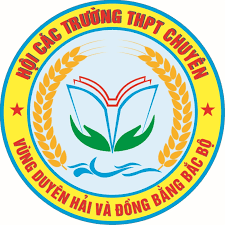 HỘI CÁC TRƯỜNG THPT CHUYÊN
VÙNG DUYÊN HẢI VÀ ĐỒNG BẰNG BẮC BỘ